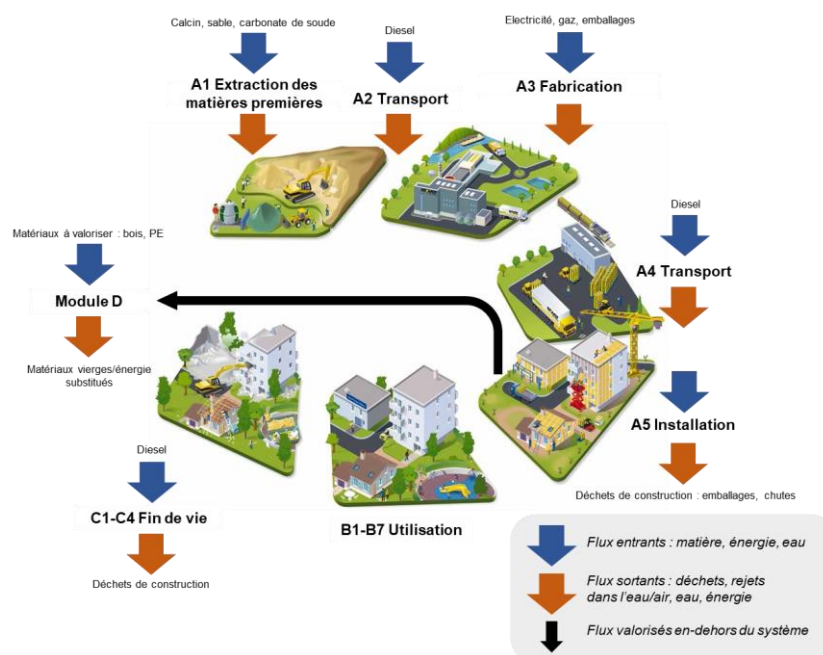 Calcin, sable, carbonate de soude
Diesel
Electricité, gaz, emballages
A1 Extraction des
matières premières
A2 Transport
A3 Fabrication
Diesel
A4 Transport
Matériaux à valoriser : bois, PE
Module D
Matériaux vierges/énergie
substitués
A5 Installation
Déchets de construction : emballages, chutes
Diesel
C1-C4 Fin de vie
Déchets de construction
B1-B7 Utilisation
Flux entrants : matière, énergie, eau
Flux sortants : déchets, rejets
dans l'eau/air, eau, énergie
Flux valorisés en-dehors du système